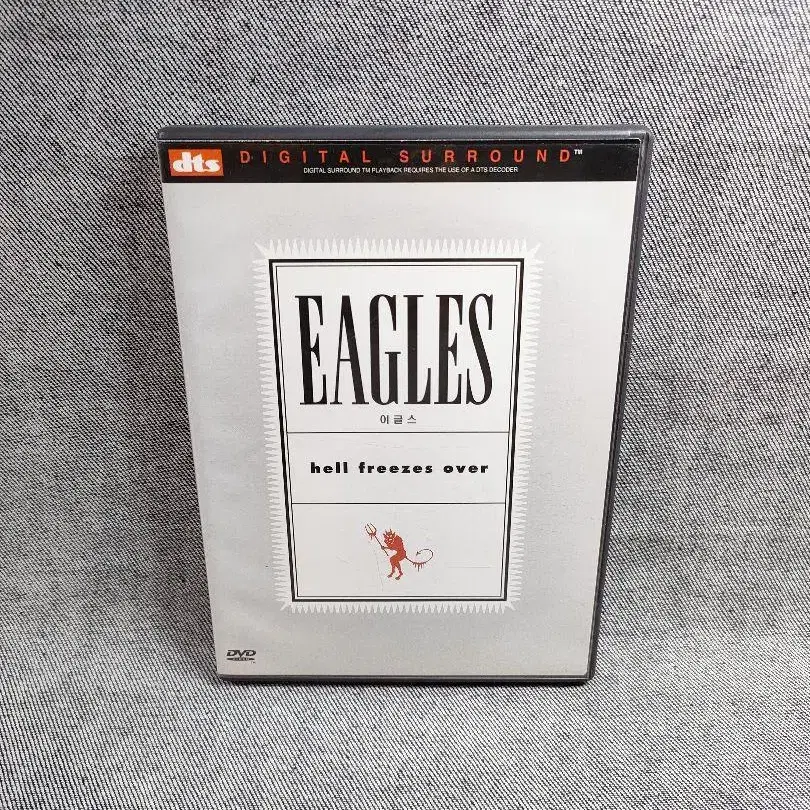 dts DIGITAL SURROUND™
DIGITAL SURROUND TM PLAYBACK REQUIRES THE USE OF A DTS DECODER
EAGLES
이글스
hell freezes over
DVD
VIDEO